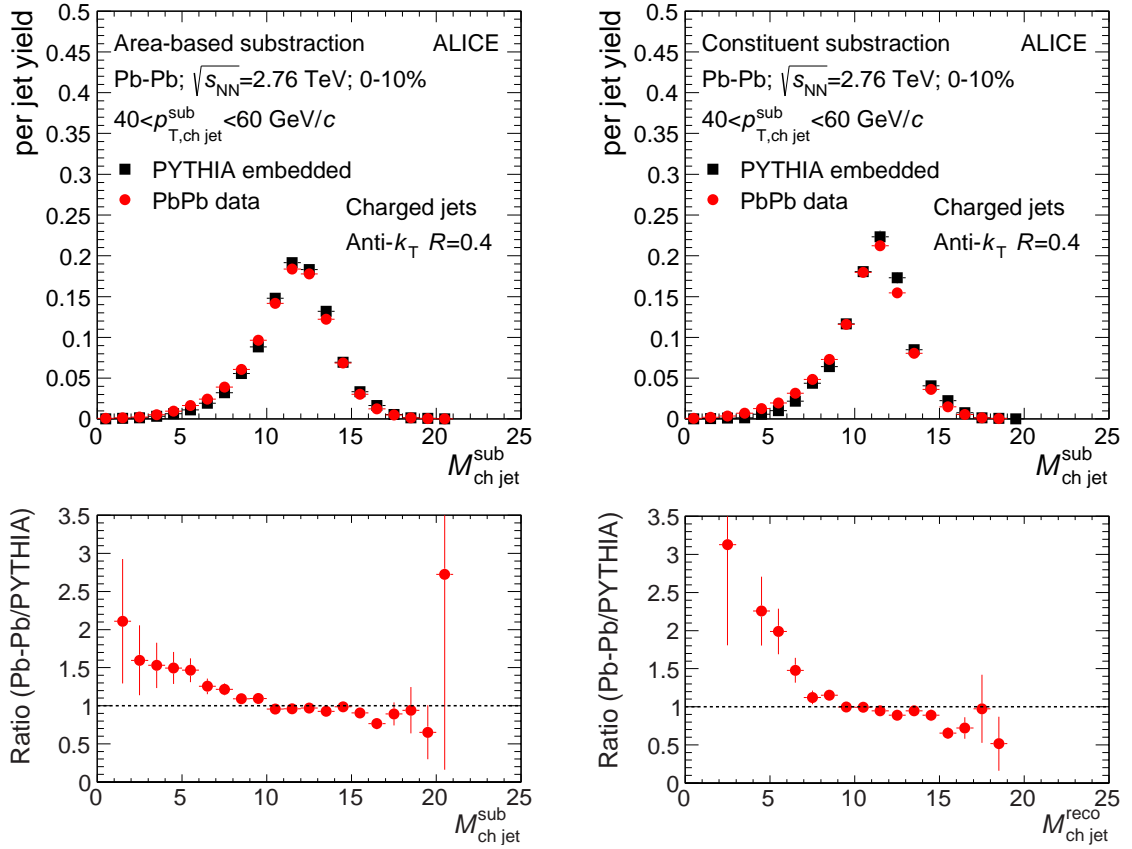 per jet yield
0.5
0.45
0.4
0.35
0.3
0.25
0.2
0.15
0.1
0.05
0
Area-based substraction ALICE
Pb-Pb; √s_NN=2.76 TeV; 0-10%
40<p^sub_T,ch jet<60 GeV/c
PYTHIA embedded
PbPb data
Charged jets
Anti-k_T R=0.4
0 5 10 15 20 25
M^sub_ch jet
per jet yield
0.5
0.45
0.4
0.35
0.3
0.25
0.2
0.15
0.1
0.05
0
Constituent substraction ALICE
Pb-Pb; √s_NN=2.76 TeV; 0-10%
40<p^sub_T,ch jet<60 GeV/c
PYTHIA embedded
PbPb data
Charged jets
Anti-k_T R=0.4
0 5 10 15 20 25
M^sub_ch jet
Ratio (Pb-Pb/PYTHIA)
3.5
3
2.5
2
1.5
1
0.5
0
0 5 10 15 20 25
M^sub_ch jet
Ratio (Pb-Pb/PYTHIA)
3.5
3
2.5
2
1.5
1
0.5
0
0 5 10 15 20 25
M^reco_ch jet